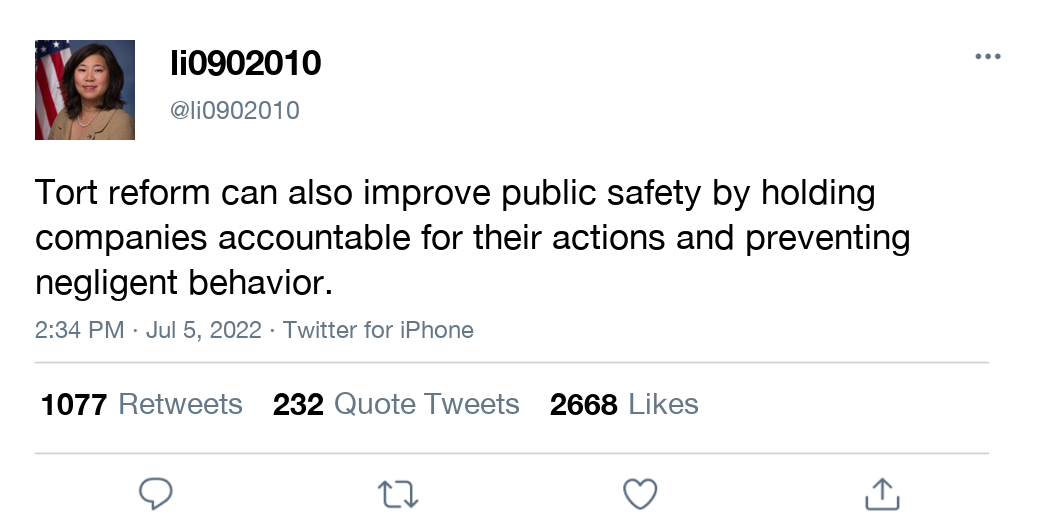 li0902010
@li0902010
Tort reform can also improve public safety by holding
companies accountable for their actions and preventing
negligent behavior.
2:34 PM · Jul 5, 2022 · Twitter for iPhone
1077 Retweets 232 Quote Tweets 2668 Likes